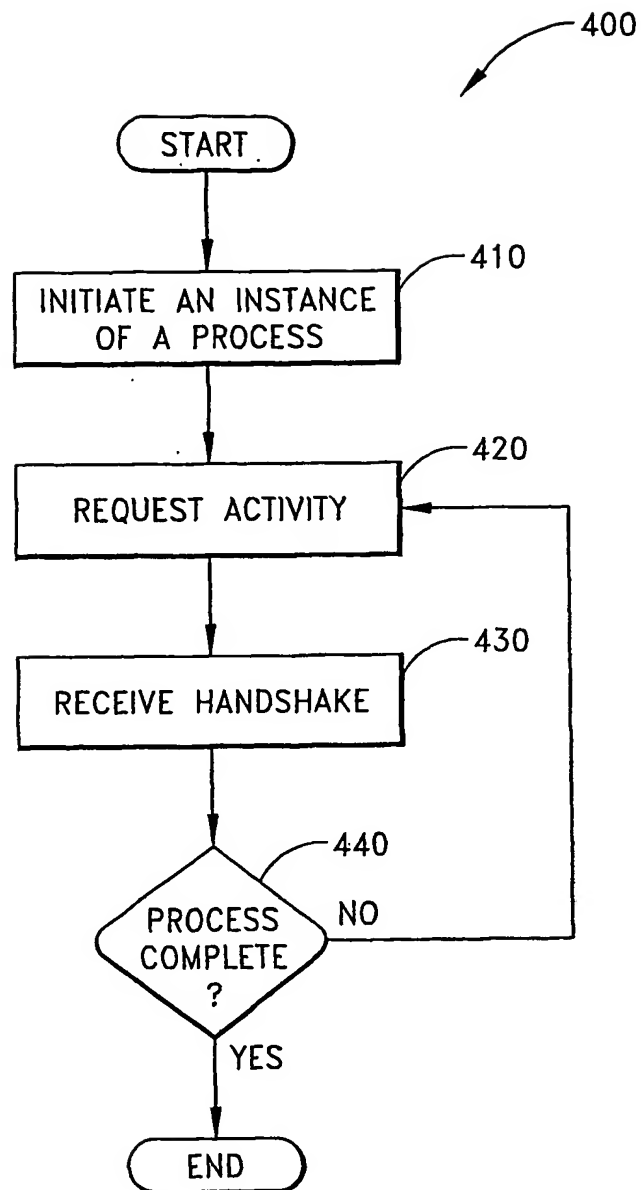 400
START
410
INITIATE AN INSTANCE
OF A PROCESS
420
REQUEST ACTIVITY
430
RECEIVE HANDSHAKE
440
PROCESS
COMPLETE
?
NO
YES
END